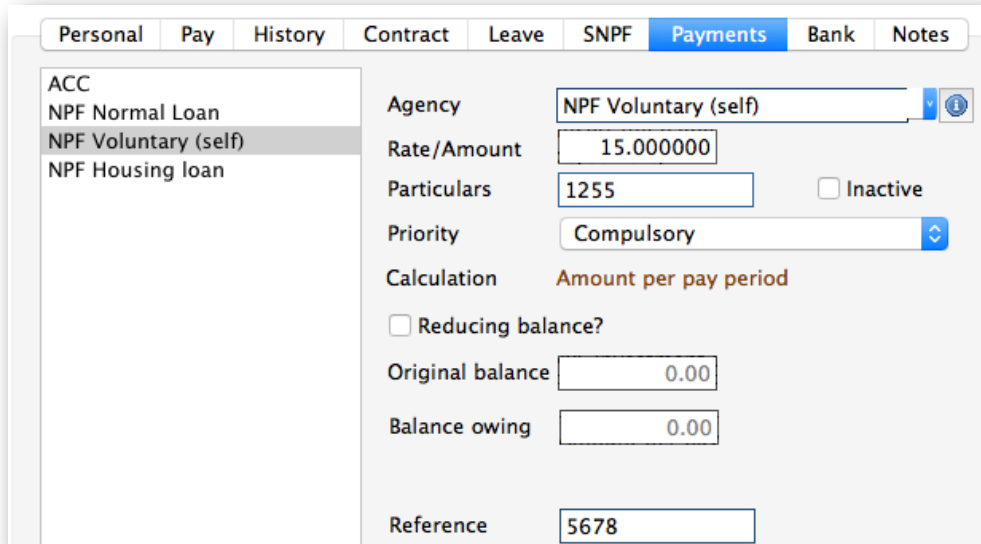 Personal Pay History Contract Leave SNPF Payments Bank Notes
ACC
NPF Normal Loan
NPF Voluntary (self)
NPF Housing loan
Agency NPF Voluntary (self)
Rate/Amount 15.000000
Particulars 1255 Inactive
Priority Compulsory
Calculation Amount per pay period
Reducing balance?
Original balance 0.00
Balance owing 0.00
Reference 5678